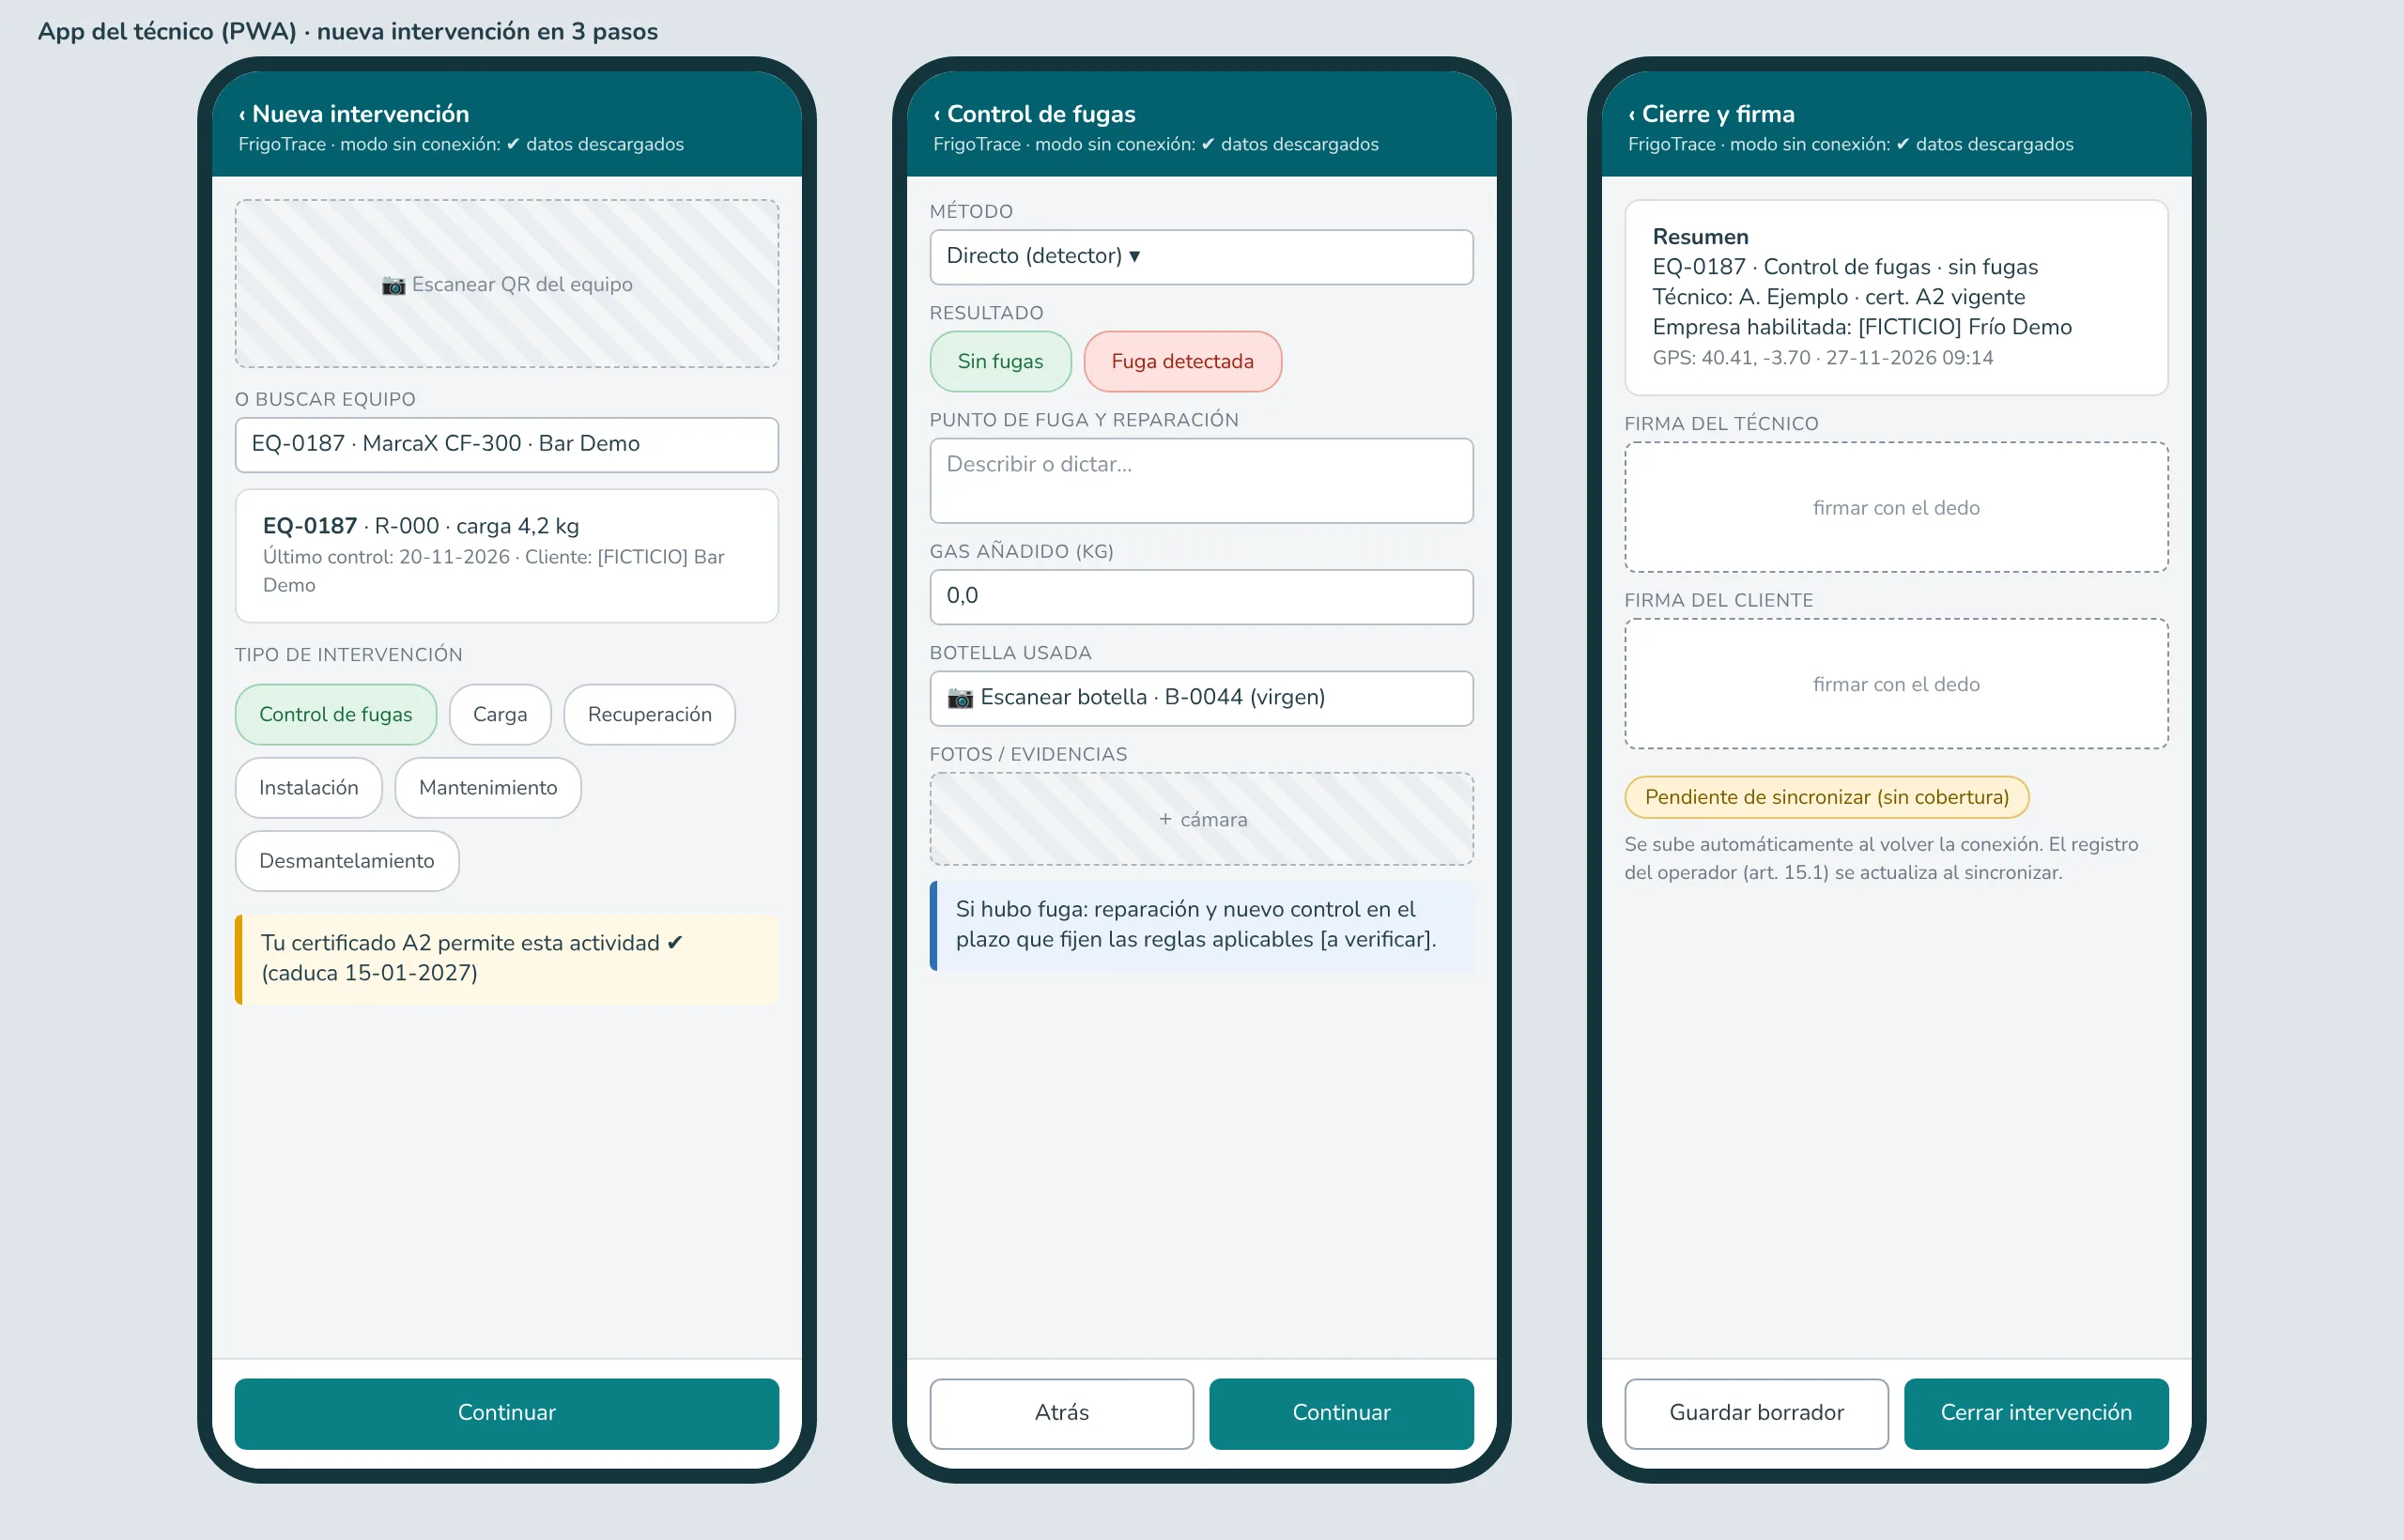 App del técnico (PWA) · nueva intervención en 3 pasos
‹ Nueva intervención
FrigoTrace · modo sin conexión: ✔ datos descargados
📷 Escanear QR del equipo
O BUSCAR EQUIPO
EQ-0187 · MarcaX CF-300 · Bar Demo
EQ-0187 · R-000 · carga 4,2 kg
Último control: 20-11-2026 · Cliente: [FICTICIO] Bar
Demo
TIPO DE INTERVENCIÓN
Control de fugas
Carga
Recuperación
Instalación
Mantenimiento
Desmantelamiento
Tu certificado A2 permite esta actividad ✔
(caduca 15-01-2027)
Continuar
‹ Control de fugas
FrigoTrace · modo sin conexión: ✔ datos descargados
MÉTODO
Directo (detector) ▾
RESULTADO
Sin fugas
Fuga detectada
PUNTO DE FUGA Y REPARACIÓN
Describir o dictar...
GAS AÑADIDO (KG)
0,0
BOTELLA USADA
📷 Escanear botella · B-0044 (virgen)
FOTOS / EVIDENCIAS
+ cámara
Si hubo fuga: reparación y nuevo control en el
plazo que fijen las reglas aplicables [a verificar].
Atrás
Continuar
‹ Cierre y firma
FrigoTrace · modo sin conexión: ✔ datos descargados
Resumen
EQ-0187 · Control de fugas · sin fugas
Técnico: A. Ejemplo · cert. A2 vigente
Empresa habilitada: [FICTICIO] Frío Demo
GPS: 40.41, -3.70 · 27-11-2026 09:14
FIRMA DEL TÉCNICO
firmar con el dedo
FIRMA DEL CLIENTE
firmar con el dedo
Pendiente de sincronizar (sin cobertura)
Se sube automáticamente al volver la conexión. El registro
del operador (art. 15.1) se actualiza al sincronizar.
Guardar borrador
Cerrar intervención